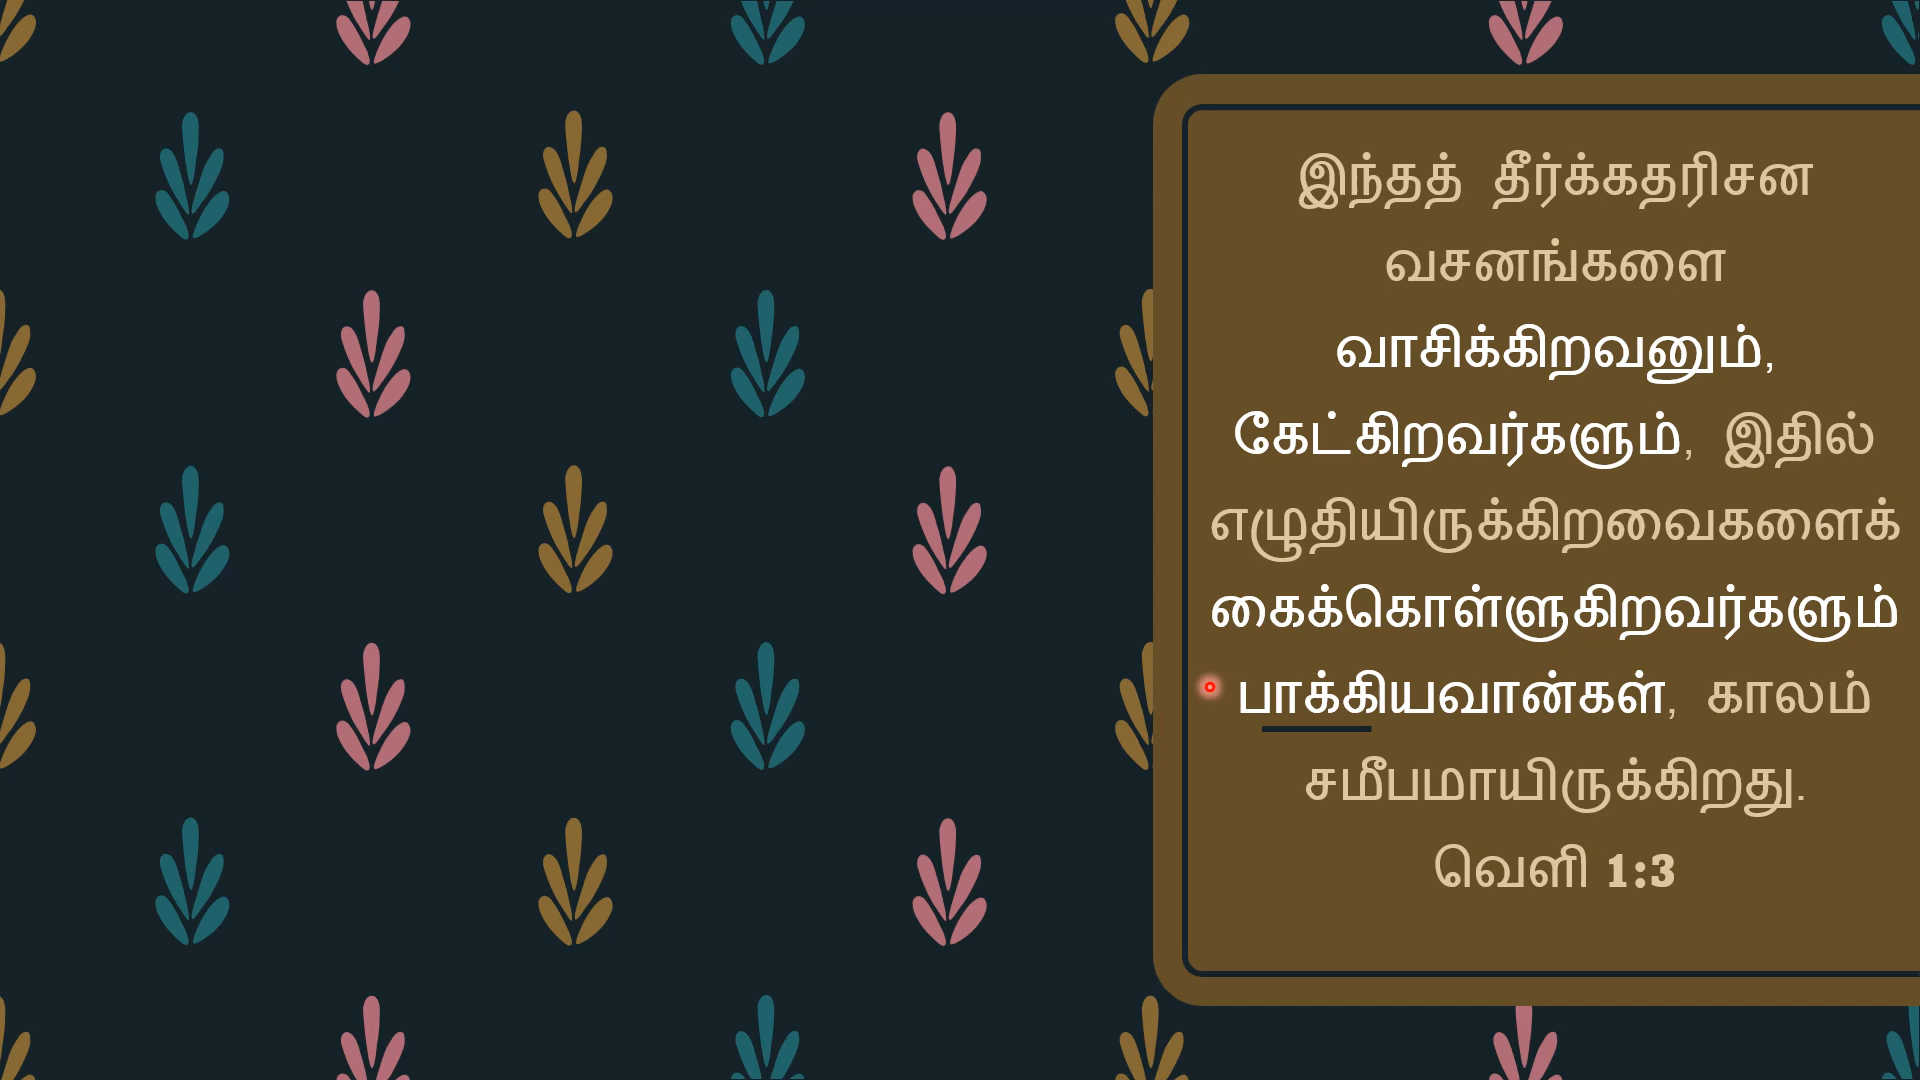 இந்தத் தீர்க்கதரிசன
வசனங்களை
வாசிக்கிறவனும்,
கேட்கிறவர்களும், இதில்
எழுதியிருக்கிறவைகளைக்
கைக்கொள்ளுகிறவர்களும்
பாக்கியவான்கள், காலம்
சமீபமாயிருக்கிறது.
வெளி 1:3